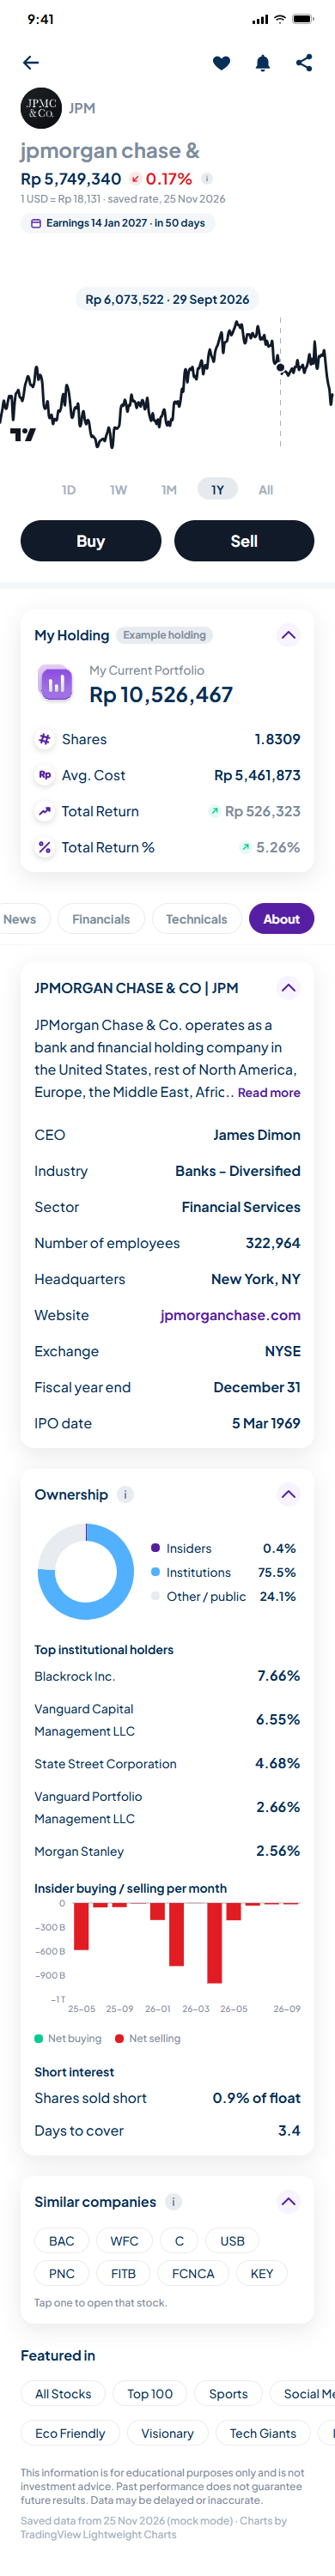 9:41
JPMC
&CO.
JPM
jpmorgan chase &
Rp 5,749,340 0.17% i
1 USD = Rp 18,131 · saved rate, 25 Nov 2026
Earnings 14 Jan 2027 · in 50 days
Rp 6,073,522 · 29 Sept 2026
1D 1W 1M 1Y All
Buy Sell
My Holding Example holding
My Current Portfolio
Rp 10,526,467
Shares 1.8309
Rp Avg. Cost Rp 5,461,873
Total Return Rp 526,323
Total Return % 5.26%
News Financials Technicals About
JPMORGAN CHASE & CO | JPM
JPMorgan Chase & Co. operates as a
bank and financial holding company in
the United States, rest of North America,
Europe, the Middle East, Afric.. Read more
CEO James Dimon
Industry Banks - Diversified
Sector Financial Services
Number of employees 322,964
Headquarters New York, NY
Website jpmorganchase.com
Exchange NYSE
Fiscal year end December 31
IPO date 5 Mar 1969
Ownership i
Insiders 0.4%
Institutions 75.5%
Other / public 24.1%
Top institutional holders
Blackrock Inc. 7.66%
Vanguard Capital
Management LLC 6.55%
State Street Corporation 4.68%
Vanguard Portfolio
Management LLC 2.66%
Morgan Stanley 2.56%
Insider buying / selling per month
0
-300 B
-600 B
-900 B
-1 T
25-05 25-09 26-01 26-03 26-05 26-09
Net buying Net selling
Short interest
Shares sold short 0.9% of float
Days to cover 3.4
Similar companies i
BAC WFC C USB
PNC FITB FCNCA KEY
Tap one to open that stock.
Featured in
All Stocks Top 100 Sports Social Me
Eco Friendly Visionary Tech Giants
This information is for educational purposes only and is not
investment advice. Past performance does not guarantee
future results. Data may be delayed or inaccurate.
Saved data from 25 Nov 2026 (mock mode) · Charts by
TradingView Lightweight Charts